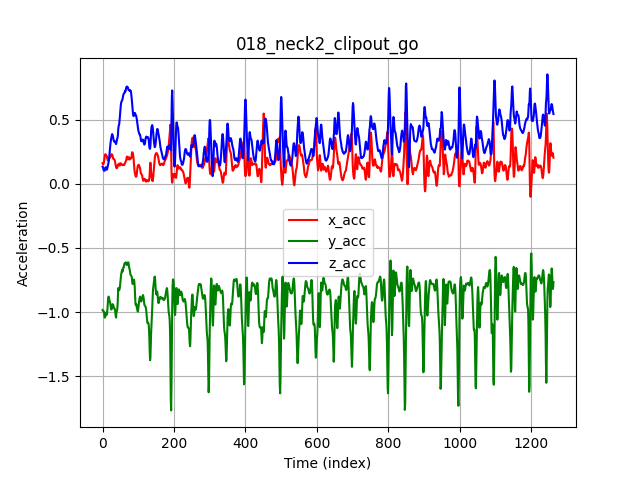 018_neck2_clipout_go
Acceleration
0.5
0.0
−0.5
−1.0
−1.5
x_acc
y_acc
z_acc
0 200 400 600 800 1000 1200
Time (index)